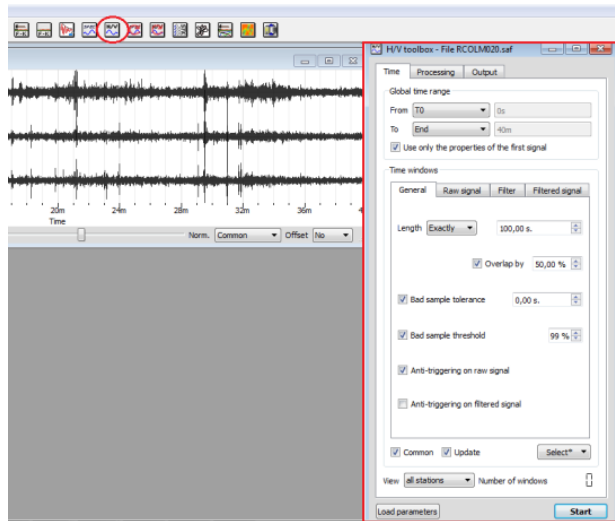 H/V
H/V toolbox - File RCOLM020.saf
Time Processing Output
Global time range
From T0 0s
To End 40m
Use only the properties of the first signal
Time windows
General Raw signal Filter Filtered signal
Length Exactly 100,00 s.
Overlap by 50,00 %
Bad sample tolerance 0,00 s.
Bad sample threshold 99 %
Anti-triggering on raw signal
Anti-triggering on filtered signal
Common Update Select*
View all stations Number of windows
Load parameters Start
20m 24m 28m 32m 36m
Time
Norm. Common Offset No